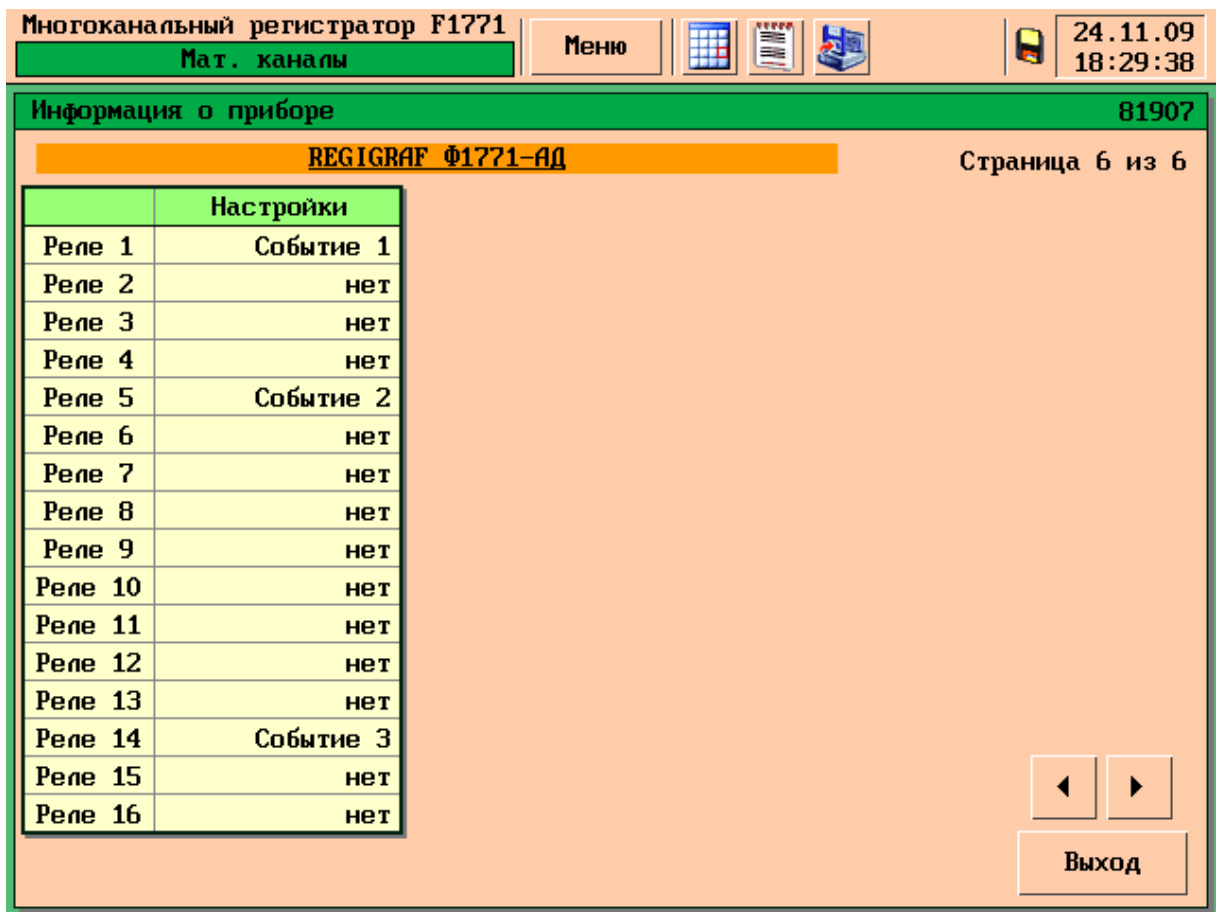 Многоканальный регистратор F1771
Мат. каналы
Меню
24.11.09
18:29:38
Информация о приборе 81907
REGIGRAF Ф1771-АД
Страница 6 из 6
Настройки
Реле 1 Событие 1
Реле 2 нет
Реле 3 нет
Реле 4 нет
Реле 5 Событие 2
Реле 6 нет
Реле 7 нет
Реле 8 нет
Реле 9 нет
Реле 10 нет
Реле 11 нет
Реле 12 нет
Реле 13 нет
Реле 14 Событие 3
Реле 15 нет
Реле 16 нет
Выход